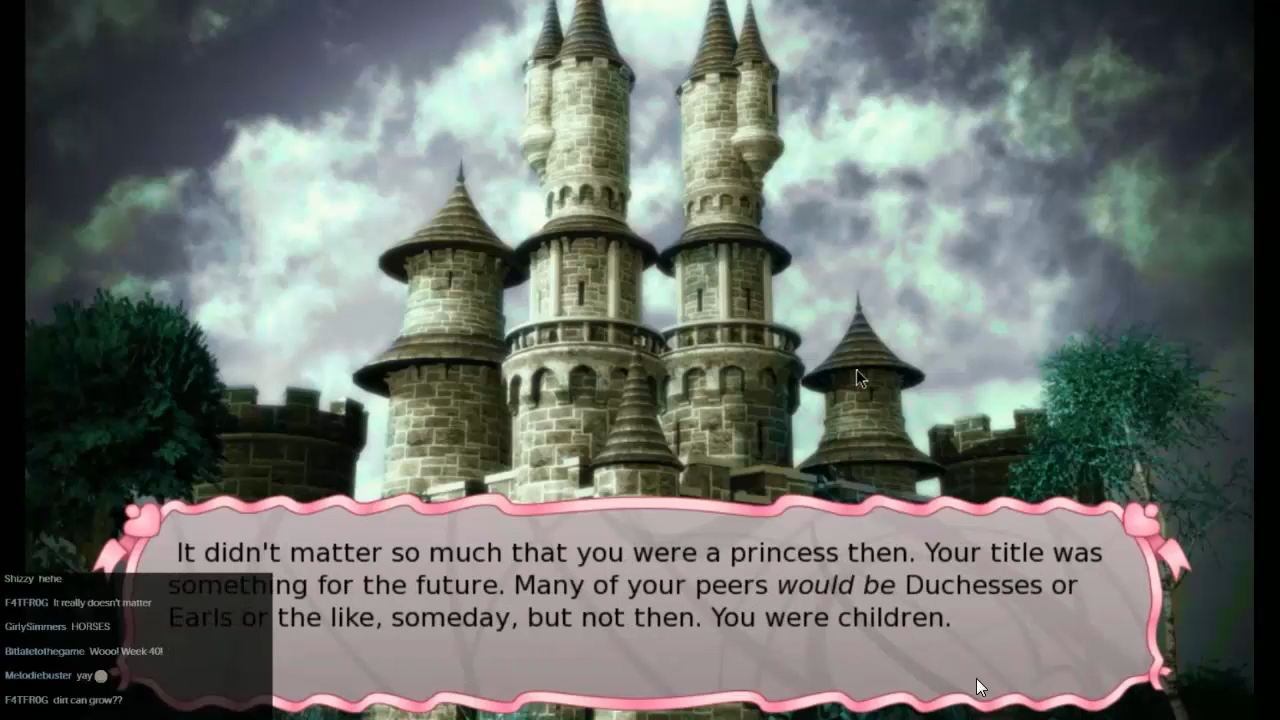 It didn't matter so much that you were a princess then. Your title was
something for the future. Many of your peers would be Duchesses or
Earls or the like, someday, but not then. You were children.
Shizzy hehe
F4TFR0G It really doesn't matter
GirlySimmers HORSES
Bitlatetothegame Wooo! Week 40!
Melodiebuster yay
F4TFR0G dirt can grow??